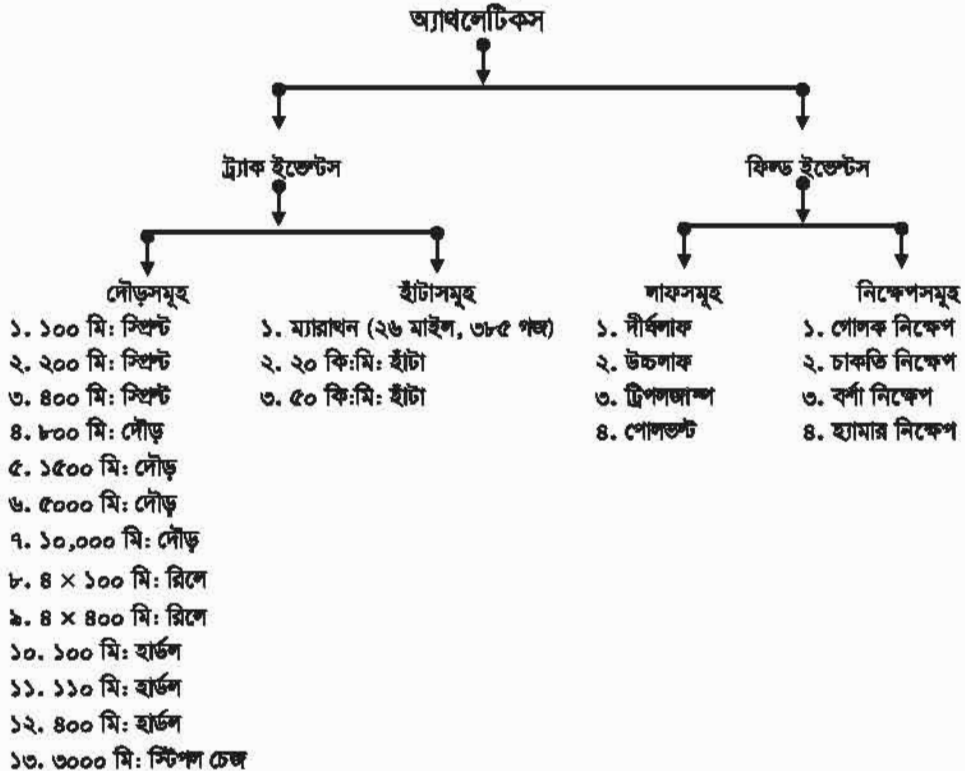 অ্যাথলেটিকস
ট্র্যাক ইভেন্টস
ফিল্ড ইভেন্টস
দৌড়সমূহ
১. ১০০ মি: স্প্রিন্ট
২. ২০০ মি: স্প্রিন্ট
৩. ৪০০ মি: স্প্রিন্ট
৪. ৮০০ মি: দৌড়
৫. ১৫০০ মি: দৌড়
৬. ৫০০০ মি: দৌড়
৭. ১০,০০০ মি: দৌড়
৮. ৪ × ১০০ মি: রিলে
৯. ৪ × ৪০০ মি: রিলে
১০. ১০০ মি: হার্ডল
১১. ১১০ মি: হার্ডল
১২. ৪০০ মি: হার্ডল
১৩. ৩০০০ মি: স্টিপল চেজ
হাঁটাসমূহ
১. ম্যারাথন (২৬ মাইল, ৩৮৫ গজ)
২. ২০ কি:মি: হাঁটা
৩. ৫০ কি:মি: হাঁটা
লাফসমূহ
১. দীর্ঘলাফ
২. উচ্চলাফ
৩. ট্রিপলজাম্প
৪. পোলভল্ট
নিক্ষেপসমূহ
১. গোলক নিক্ষেপ
২. চাকতি নিক্ষেপ
৩. বর্শা নিক্ষেপ
৪. হ্যামার নিক্ষেপ